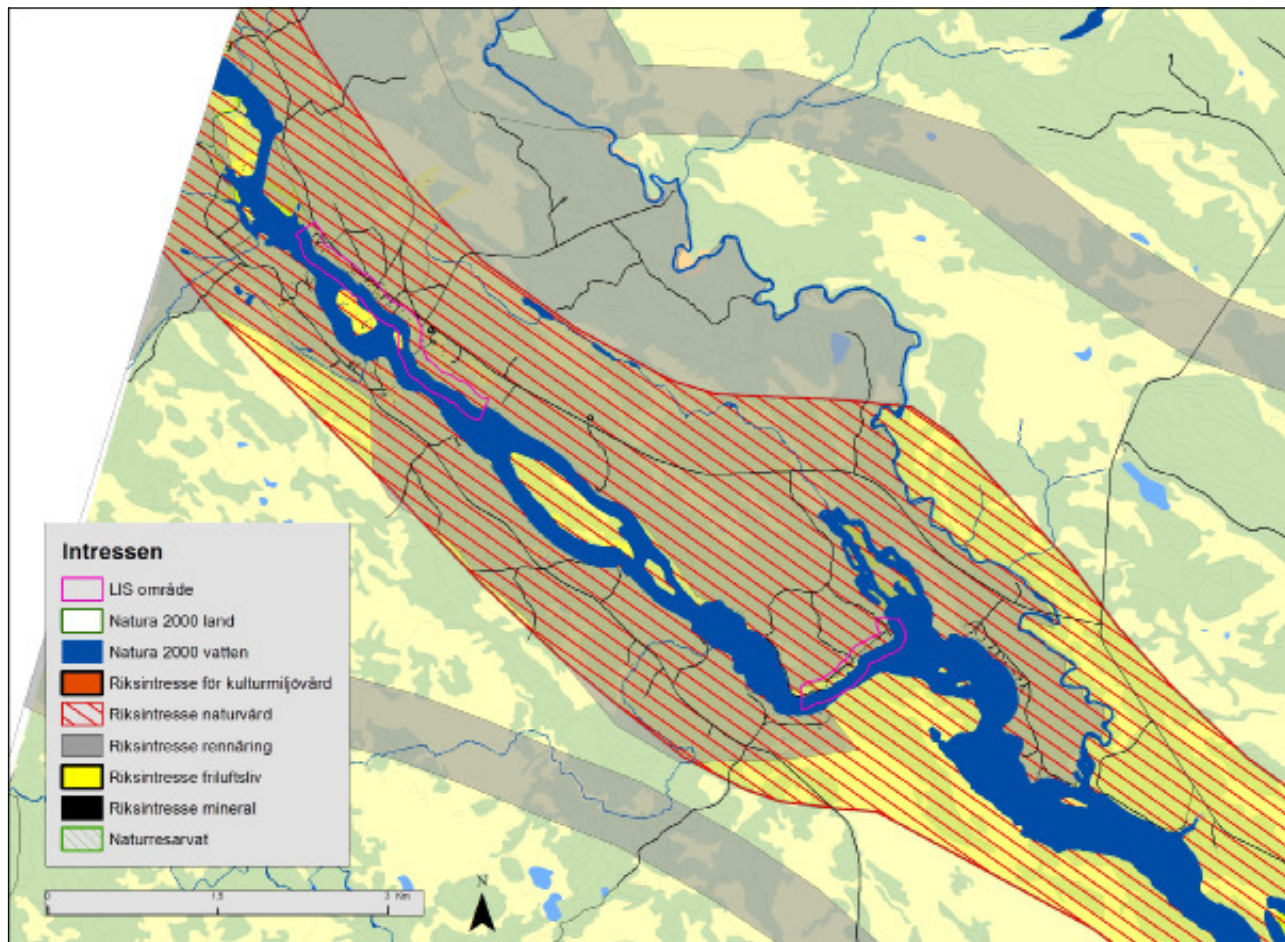 Intressen
LIS område
Natura 2000 land
Natura 2000 vatten
Riksintresse för kulturmiljövård
Riksintresse naturvård
Riksintresse rennäring
Riksintresse friluftsliv
Riksintresse mineral
Naturresarvat
0 1,5 3 Km
N